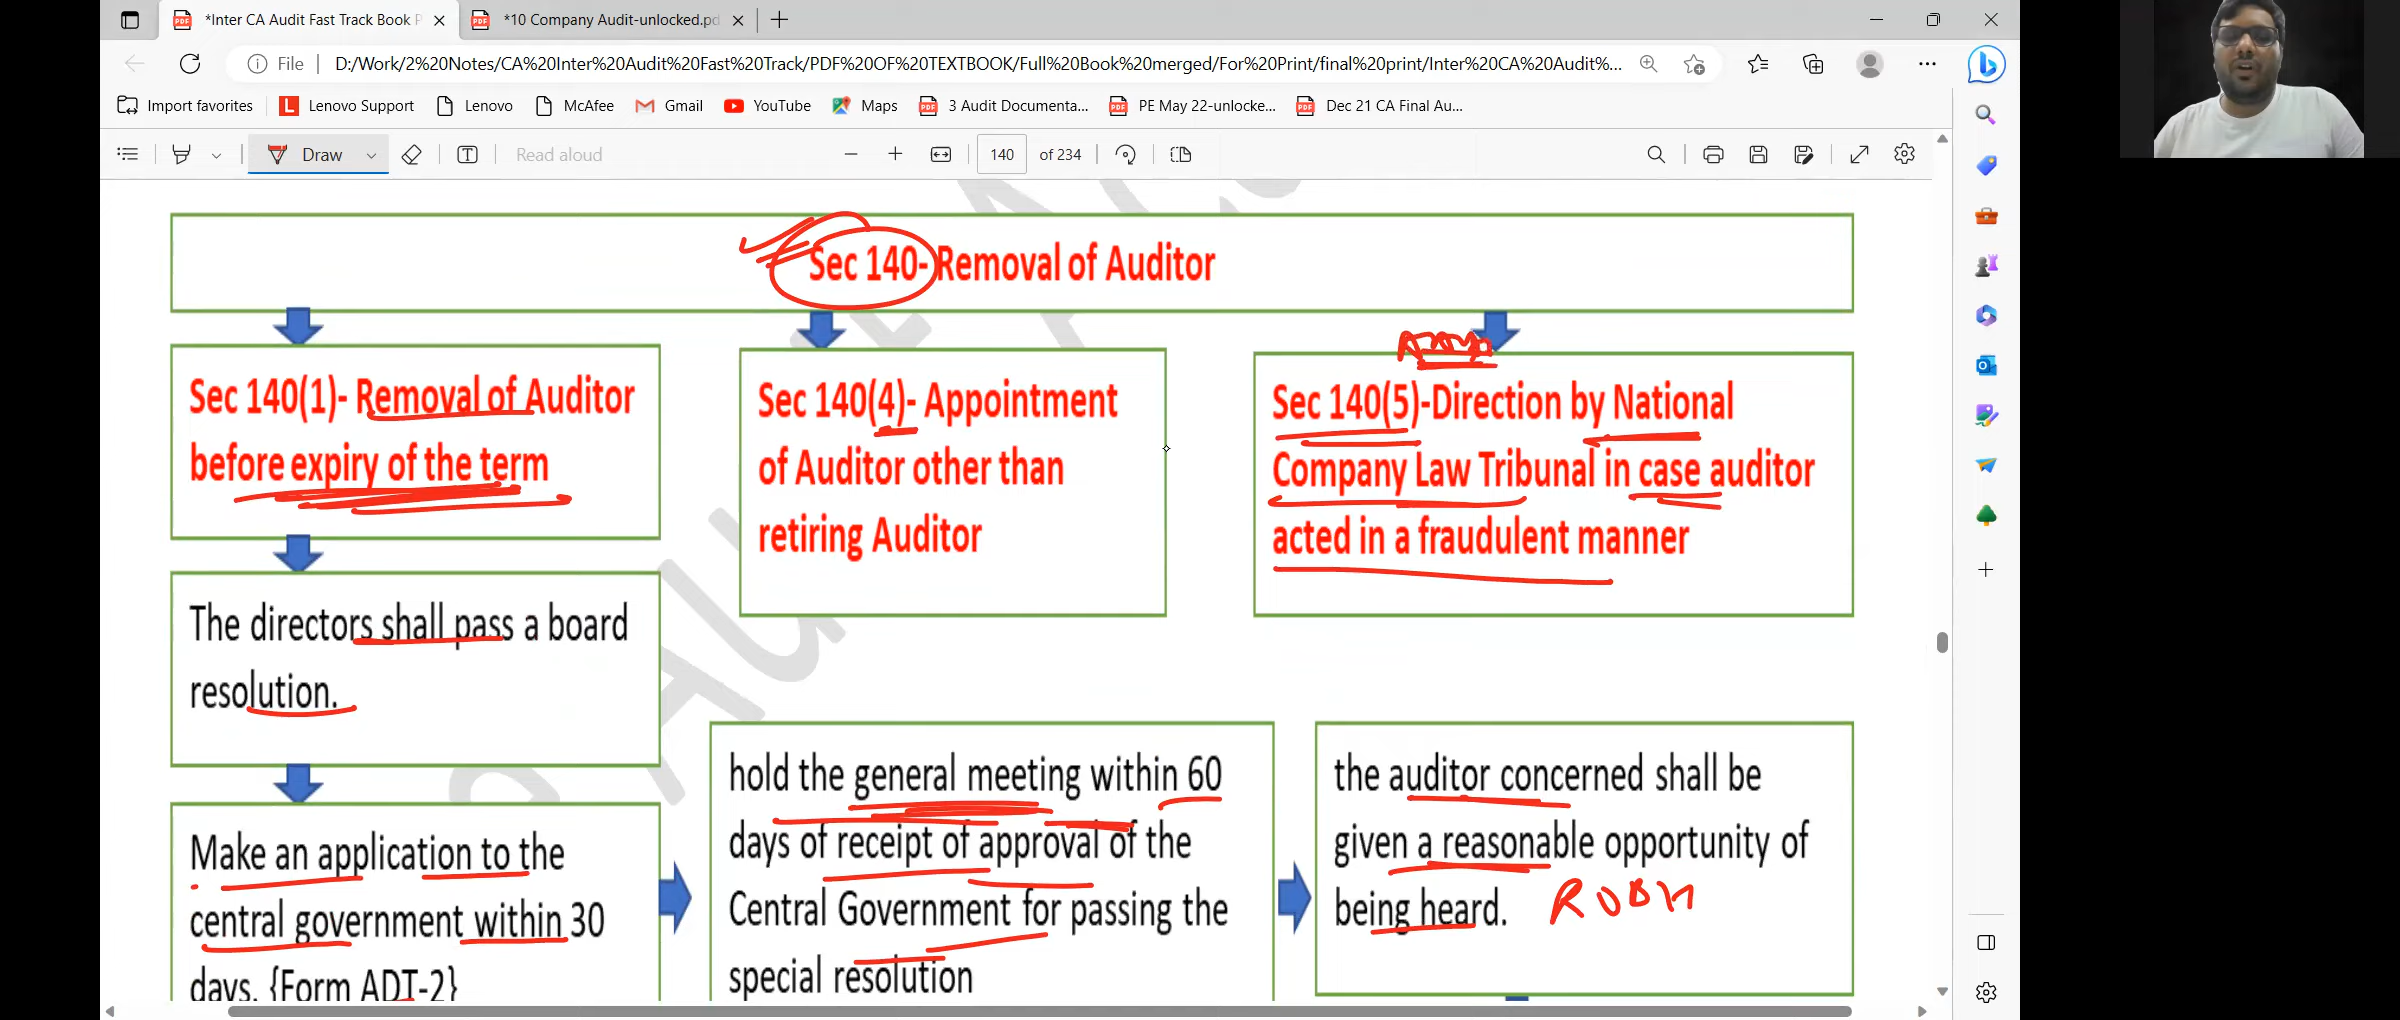 *Inter CA Audit Fast Track Book P
*10 Company Audit-unlocked.pd
File
D:/Work/2%20Notes/CA%20Inter%20Audit%20Fast%20Track/PDF%20OF%20TEXTBOOK/Full%20Book%20merged/For%20Print/final%20print/Inter%20CA%20Audit%...
Import favorites
Lenovo Support
Lenovo
McAfee
Gmail
YouTube
Maps
3 Audit Documenta...
PE May 22-unlocke...
Dec 21 CA Final Au...
Draw
Read aloud
140 of 234
Sec 140- Removal of Auditor
Sec 140(1)- Removal of Auditor
before expiry of the term
The directors shall pass a board
resolution.
Make an application to the
central government within 30
days. {Form ADT-2}
Sec 140(4)- Appointment
of Auditor other than
retiring Auditor
Sec 140(5)-Direction by National
Company Law Tribunal in case auditor
acted in a fraudulent manner
hold the general meeting within 60
days of receipt of approval of the
Central Government for passing the
special resolution
the auditor concerned shall be
given a reasonable opportunity of
being heard.
ROBH